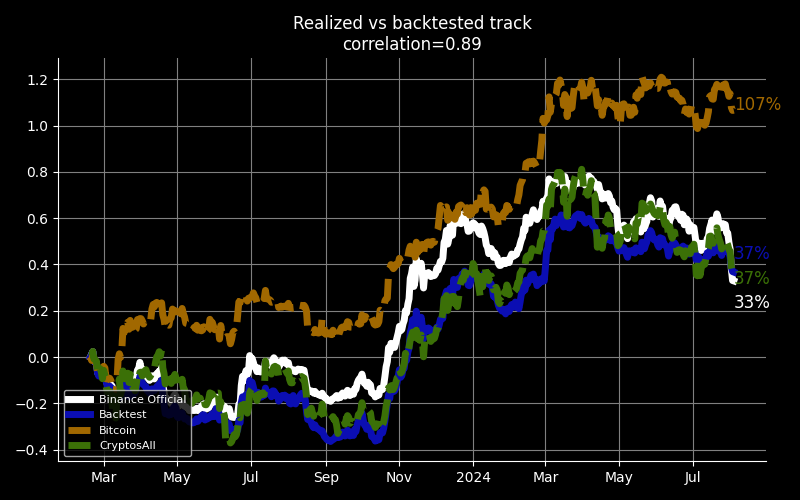 Realized vs backtested track
correlation=0.89
1.2
1.0
0.8
0.6
0.4
0.2
0.0
−0.2
−0.4
107%
37%
37%
33%
Binance Official
Backtest
Bitcoin
CryptosAll
Mar May Jul Sep Nov 2024 Mar May Jul